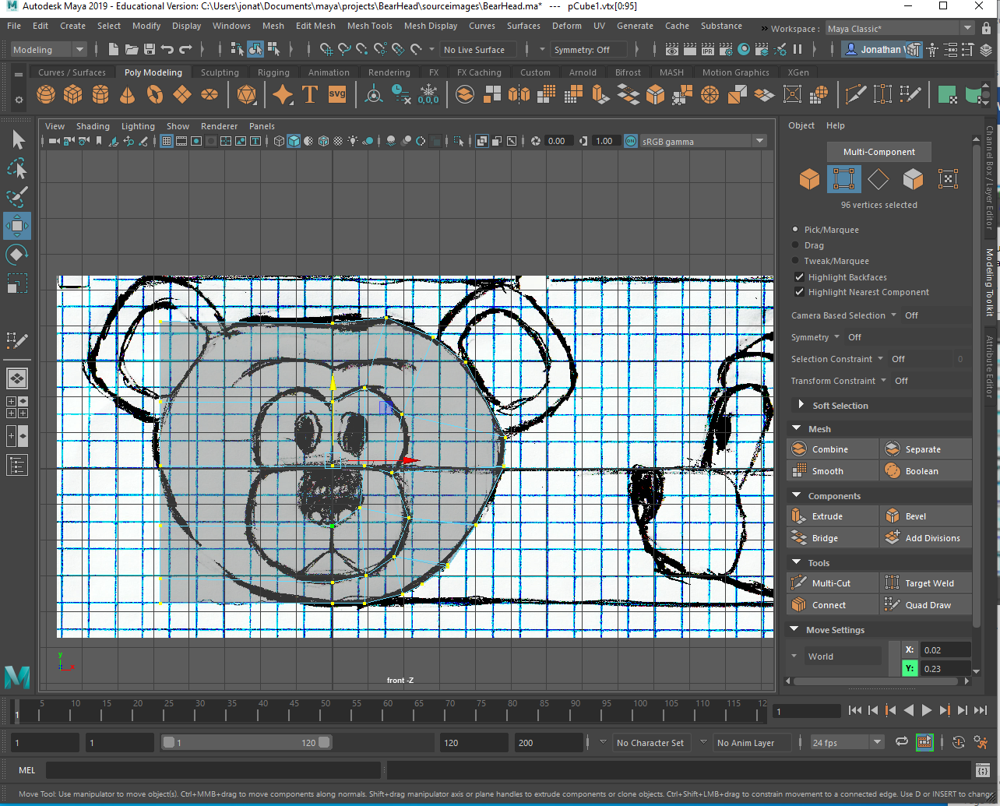 Autodesk Maya 2019 - Educational Version: C:\Users\jonat\Documents\maya\projects\BearHead\sourceimages\BearHead.ma* --- pCube1.vtx[0:95]
File Edit Create Select Modify Display Windows Mesh Edit Mesh Mesh Tools Mesh Display Curves Surfaces Deform UV Generate Cache Substance » Workspace : Maya Classic*
Modeling No Live Surface Symmetry: Off Jonathan
Curves / Surfaces Poly Modeling Sculpting Rigging Animation Rendering FX FX Caching Custom Arnold Bifrost MASH Motion Graphics XGen
IPR
T svg 0,0,0
View Shading Lighting Show Renderer Panels
0.00 1.00 ON sRGB gamma
Object Help
Multi-Component
96 vertices selected
Pick/Marquee
Drag
Tweak/Marquee
Highlight Backfaces
Highlight Nearest Component
Camera Based Selection Off
Symmetry Off
Selection Constraint Off 0
Transform Constraint Off
Soft Selection
Mesh
Combine Separate
Smooth Boolean
Components
Extrude Bevel
Bridge Add Divisions
Tools
Multi-Cut Target Weld
Connect Quad Draw
Move Settings
World X: 0.02
Y: 0.23
Channel Box / Layer Editor
Modeling Toolkit
Attribute Editor
y
z x
front -Z
1 5 10 15 20 25 30 35 40 45 50 55 60 65 70 75 80 85 90 95 100 105 110 115 12 1
1 1 1 120 120 200 No Character Set No Anim Layer 24 fps
MEL
Move Tool: Use manipulator to move object(s). Ctrl+MMB+drag to move components along normals. Shift+drag manipulator axis or plane handles to extrude components or clone objects. Ctrl+Shift+LMB+drag to constrain movement to a connected edge. Use D or INSERT to chang